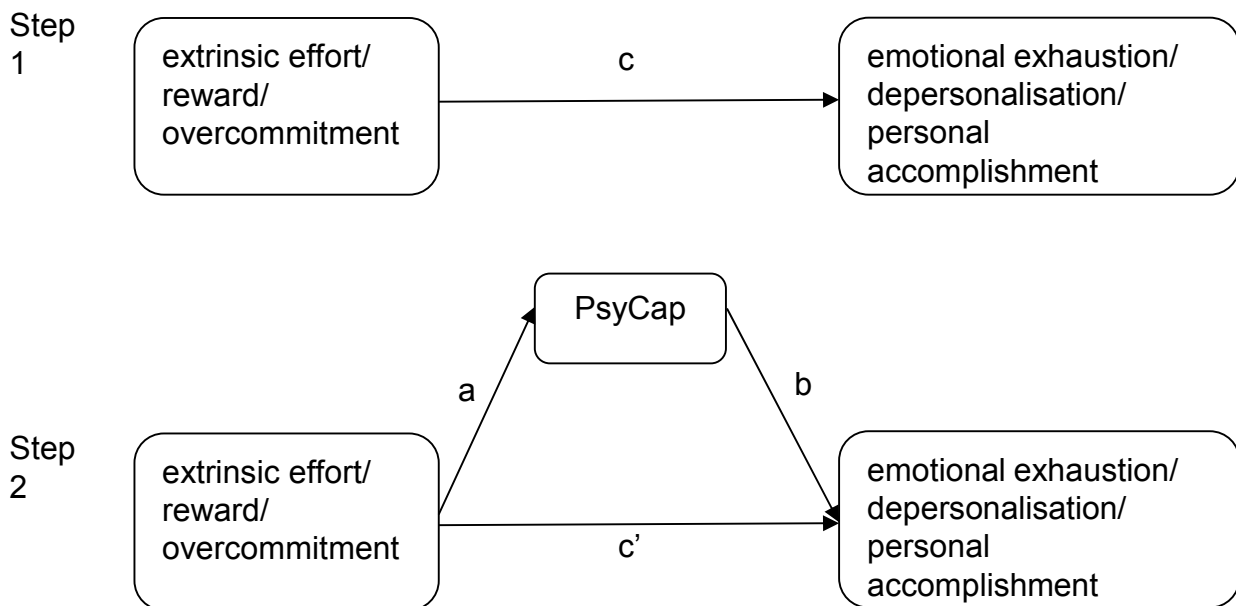 Step
1
extrinsic effort/
reward/
overcommitment
c
emotional exhaustion/
depersonalisation/
personal
accomplishment
PsyCap
a
b
Step
2
extrinsic effort/
reward/
overcommitment
c’
emotional exhaustion/
depersonalisation/
personal
accomplishment